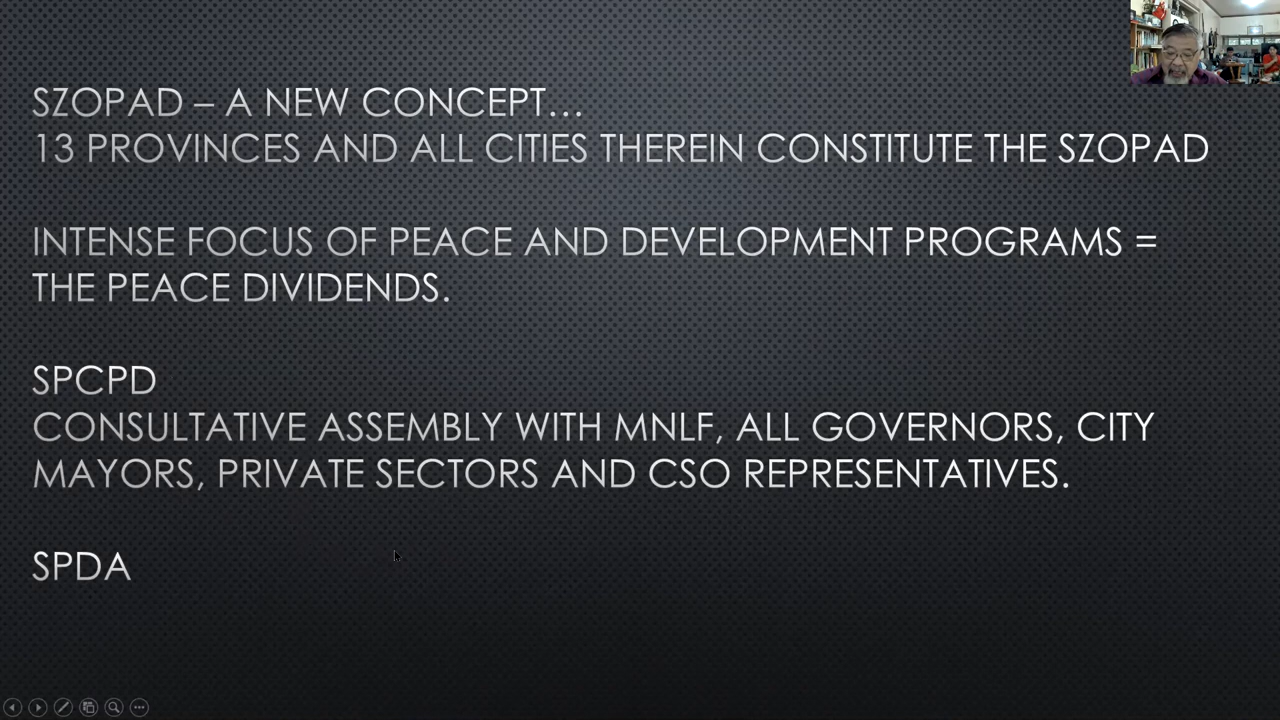 SZOPAD – A NEW CONCEPT...
13 PROVINCES AND ALL CITIES THEREIN CONSTITUTE THE SZOPAD
INTENSE FOCUS OF PEACE AND DEVELOPMENT PROGRAMS =
THE PEACE DIVIDENDS.
SPCPD
CONSULTATIVE ASSEMBLY WITH MNLF, ALL GOVERNORS, CITY
MAYORS, PRIVATE SECTORS AND CSO REPRESENTATIVES.
SPDA